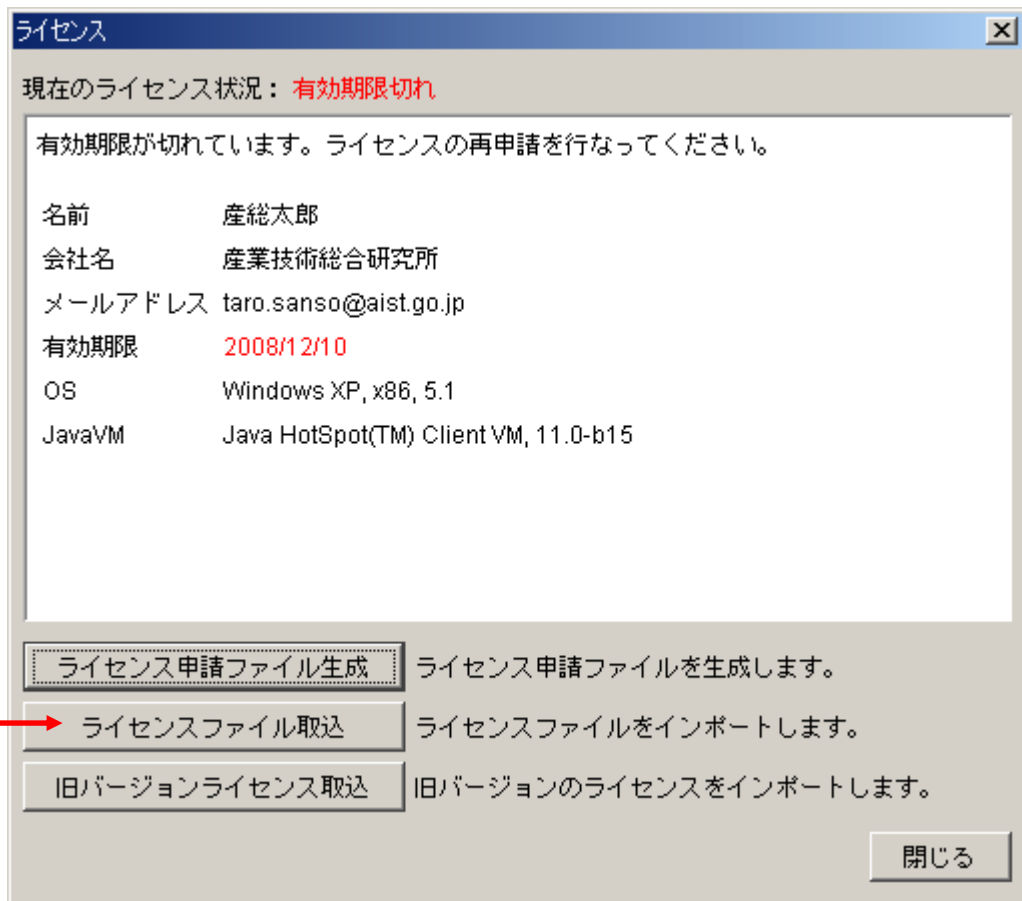 ライセンス
現在のライセンス状況： 有効期限切れ
有効期限が切れています。ライセンスの再申請を行なってください。
名前 産総太郎
会社名 産業技術総合研究所
メールアドレス taro.sanso@aist.go.jp
有効期限 2008/12/10
OS Windows XP, x86, 5.1
JavaVM Java HotSpot(TM) Client VM, 11.0-b15
ライセンス申請ファイル生成 ライセンス申請ファイルを生成します。
ライセンスファイル取込 ライセンスファイルをインポートします。
旧バージョンライセンス取込 旧バージョンのライセンスをインポートします。
閉じる